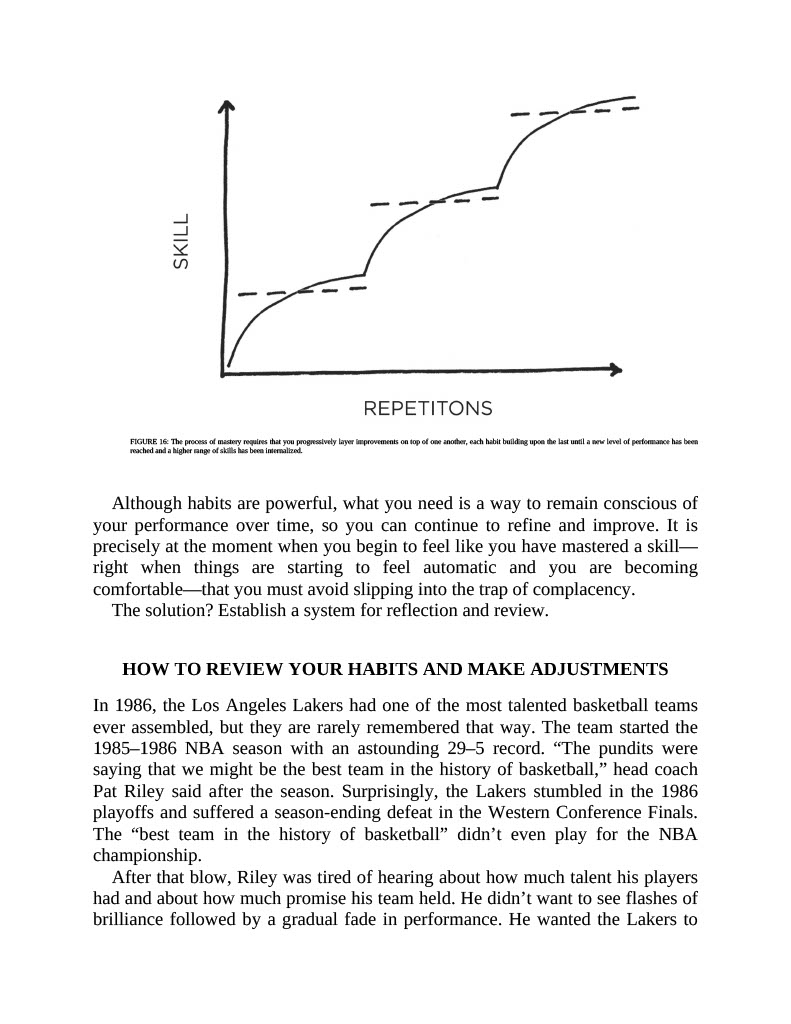 SKILL
REPETITONS
FIGURE 16: The process of mastery requires that you progressively layer improvements on top of one another, each habit building upon the last until a new level of performance has been
reached and a higher range of skills has been internalized.
Although habits are powerful, what you need is a way to remain conscious of
your performance over time, so you can continue to refine and improve. It is
precisely at the moment when you begin to feel like you have mastered a skill—
right when things are starting to feel automatic and you are becoming
comfortable—that you must avoid slipping into the trap of complacency.
The solution? Establish a system for reflection and review.
HOW TO REVIEW YOUR HABITS AND MAKE ADJUSTMENTS
In 1986, the Los Angeles Lakers had one of the most talented basketball teams
ever assembled, but they are rarely remembered that way. The team started the
1985–1986 NBA season with an astounding 29–5 record. “The pundits were
saying that we might be the best team in the history of basketball,” head coach
Pat Riley said after the season. Surprisingly, the Lakers stumbled in the 1986
playoffs and suffered a season-ending defeat in the Western Conference Finals.
The “best team in the history of basketball” didn’t even play for the NBA
championship.
After that blow, Riley was tired of hearing about how much talent his players
had and about how much promise his team held. He didn’t want to see flashes of
brilliance followed by a gradual fade in performance. He wanted the Lakers to